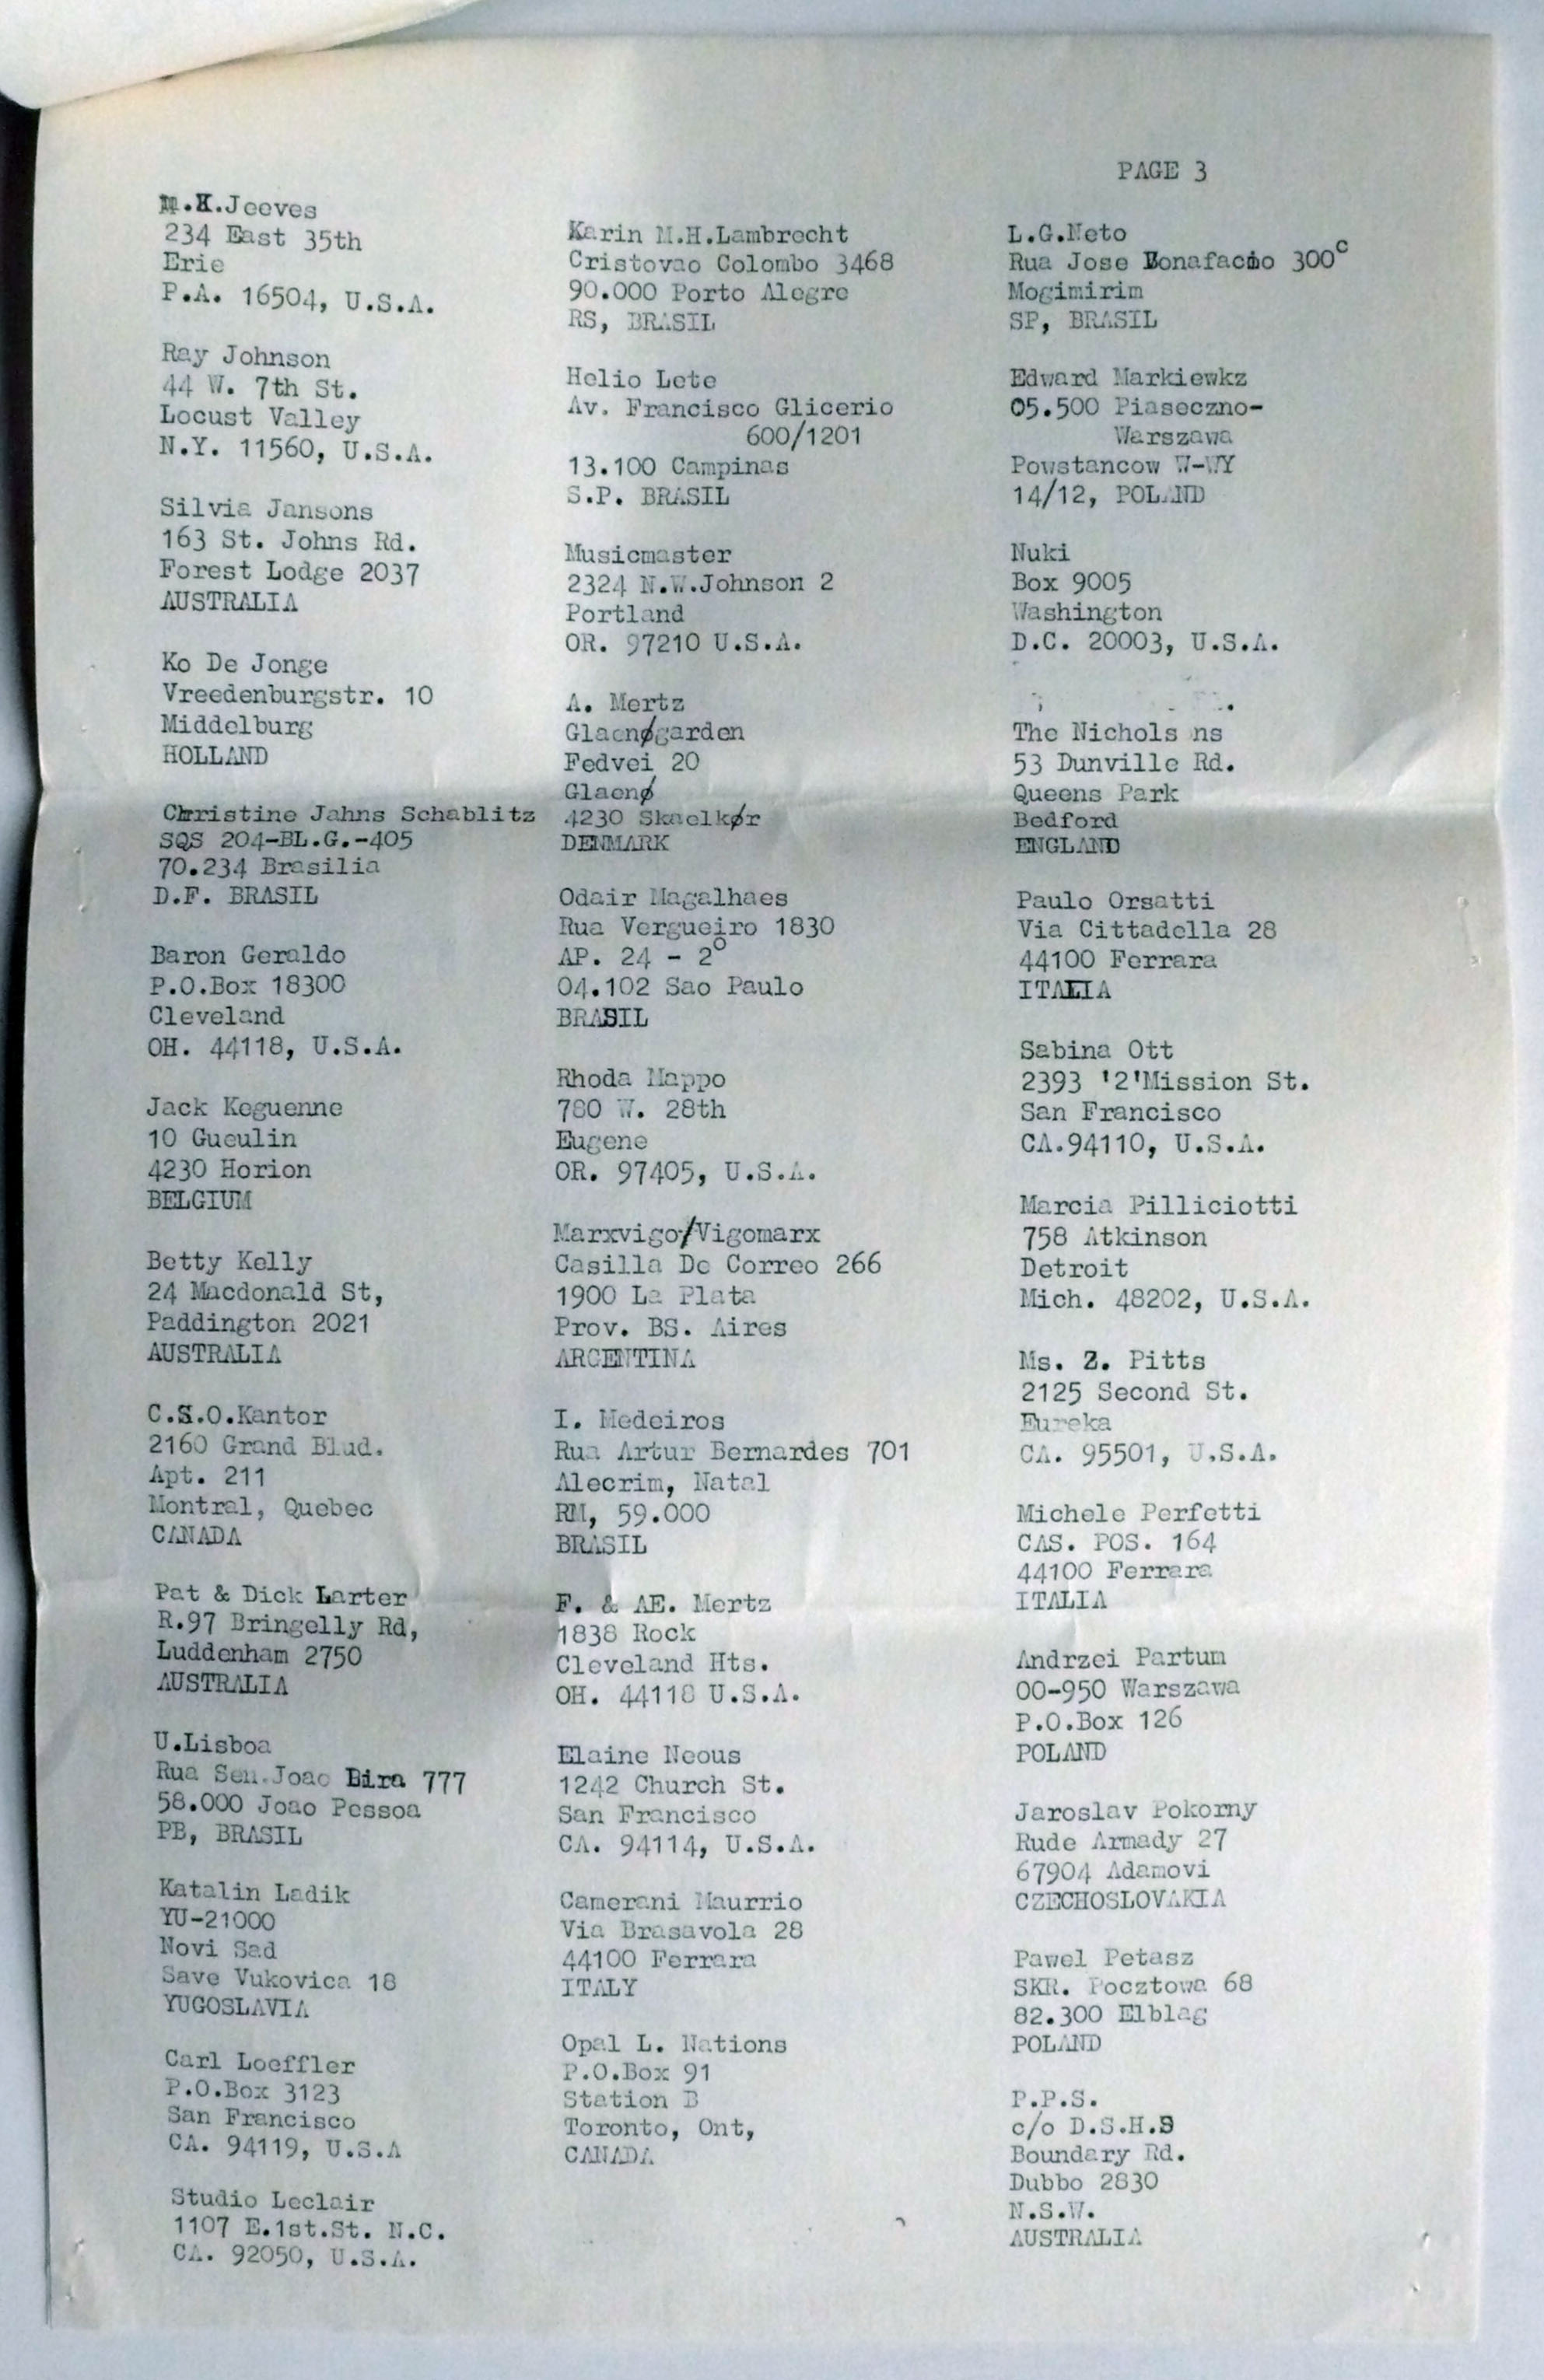 PAGE 3
M.H.Jeeves
234 East 35th
Erie
P.A. 16504, U.S.A.
Ray Johnson
44 W. 7th St.
Locust Valley
N.Y. 11560, U.S.A.
Silvia Jansons
163 St. Johns Rd.
Forest Lodge 2037
AUSTRALIA
Ko De Jonge
Vreedenburgstr. 10
Middelburg
HOLLAND
Christine Jahns Schablitz
SQS 204-BL.G.-405
70.234 Brasilia
D.F. BRASIL
Baron Geraldo
P.O.Box 18300
Cleveland
OH. 44118, U.S.A.
Jack Keguenne
10 Gueulin
4230 Horion
BELGIUM
Betty Kelly
24 Macdonald St,
Paddington 2021
AUSTRALIA
C.S.O.Kantor
2160 Grand Blud.
Apt. 211
Montral, Quebec
CANADA
Pat & Dick Larter
R.97 Bringelly Rd,
Luddenham 2750
AUSTRALIA
U.Lisboa
Rua Sen.Joao Bira 777
58.000 Joao Pessoa
PB, BRASIL
Katalin Ladik
YU-21000
Novi Sad
Save Vukovica 18
YUGOSLAVIA
Carl Loeffler
P.O.Box 3123
San Francisco
CA. 94119, U.S.A
Studio Leclair
1107 E.1st.St. N.C.
CA. 92050, U.S.A.
Karin M.H.Lambrecht
Cristovao Colombo 3468
90.000 Porto Alegre
RS, BRASIL
Helio Lete
Av. Francisco Glicerio
600/1201
13.100 Campinas
S.P. BRASIL
Musicmaster
2324 N.W.Johnson 2
Portland
OR. 97210 U.S.A.
A. Mertz
Glaenøgarden
Fedvei 20
Glaenø
4230 Skaelkør
DENMARK
Odair Magalhaes
Rua Vergueiro 1830
AP. 24 - 2º
04.102 Sao Paulo
BRASIL
Rhoda Mappo
780 W. 28th
Eugene
OR. 97405, U.S.A.
Marxvigo/Vigomarx
Casilla De Correo 266
1900 La Plata
Prov. BS. Aires
ARGENTINA
I. Medeiros
Rua Artur Bernardes 701
Alecrim, Natal
RM, 59.000
BRASIL
F. & AE. Mertz
1838 Rock
Cleveland Hts.
OH. 44118 U.S.A.
Elaine Neous
1242 Church St.
San Francisco
CA. 94114, U.S.A.
Camerani Maurrio
Via Brasavola 28
44100 Ferrara
ITALY
Opal L. Nations
P.O.Box 91
Station B
Toronto, Ont,
CANADA
L.G.Neto
Rua Jose Bonafacio 300c
Mogimirim
SP, BRASIL
Edward Markiewkz
05.500 Piaseczno-
Warszawa
Powstancow W-WY
14/12, POLAND
Nuki
Box 9005
Washington
D.C. 20003, U.S.A.
The Nichols ns
53 Dunville Rd.
Queens Park
Bedford
ENGLAND
Paulo Orsatti
Via Cittadella 28
44100 Ferrara
ITALIA
Sabina Ott
2393 '2'Mission St.
San Francisco
CA.94110, U.S.A.
Marcia Pilliciotti
758 Atkinson
Detroit
Mich. 48202, U.S.A.
Ms. Z. Pitts
2125 Second St.
Eureka
CA. 95501, U.S.A.
Michele Perfetti
CAS. POS. 164
44100 Ferrara
ITALIA
Andrzei Partum
00-950 Warszawa
P.O.Box 126
POLAND
Jaroslav Pokorny
Rude Armady 27
67904 Adamovi
CZECHOSLOVAKIA
Pawel Petasz
SKR. Pocztowa 68
82.300 Elblag
POLAND
P.P.S.
c/o D.S.H.S
Boundary Rd.
Dubbo 2830
N.S.W.
AUSTRALIA